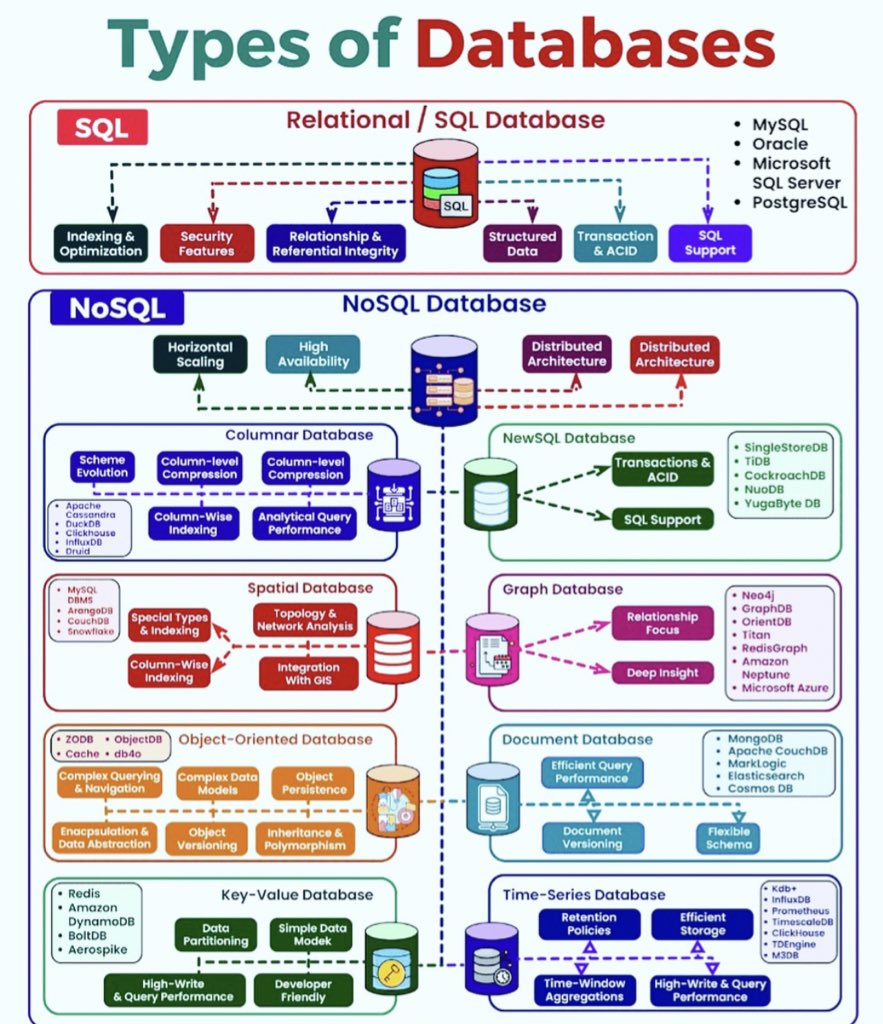 Types of Databases
SQL
Relational / SQL Database
• MySQL
• Oracle
• Microsoft
SQL Server
• PostgreSQL
SQL
Indexing &
Optimization
Security
Features
Relationship &
Referential Integrity
Structured
Data
Transaction
& ACID
SQL
Support
NoSQL
NoSQL Database
Horizontal
Scaling
High
Availability
Distributed
Architecture
Distributed
Architecture
Columnar Database
Scheme
Evolution
Column-level
Compression
Column-level
Compression
• Apache
Cassandra
• DuckDB
• Clickhouse
• InfluxDB
• Druid
Column-Wise
Indexing
Analytical Query
Performance
NewSQL Database
Transactions &
ACID
SQL Support
• SingleStoreDB
• TiDB
• CockroachDB
• NuoDB
• YugaByte DB
Spatial Database
• MySQL
DBMS
• ArangoDB
• CouchDB
• Snowflake
Special Types
& Indexing
Topology &
Network Analysis
Column-Wise
Indexing
Integration
With GIS
Graph Database
Relationship
Focus
Deep Insight
• Neo4j
• GraphDB
• OrientDB
• Titan
• RedisGraph
• Amazon
Neptune
• Microsoft Azure
• ZODB • ObjectDB
• Cache • db4o
Object-Oriented Database
Complex Querying
& Navigation
Complex Data
Models
Object
Persistence
Enacpsulation &
Data Abstraction
Object
Versioning
Inheritance &
Polymorphism
Document Database
Efficient Query
Performance
Document
Versioning
Flexible
Schema
• MongoDB
• Apache CouchDB
• MarkLogic
• Elasticsearch
• Cosmos DB
• Redis
• Amazon
DynamoDB
• BoltDB
• Aerospike
Key-Value Database
Data
Partitioning
Simple Data
Modek
High-Write
& Query Performance
Developer
Friendly
Time-Series Database
Retention
Policies
Efficient
Storage
Time-Window
Aggregations
High-Write & Query
Performance
• Kdb+
• InfluxDB
• Prometheus
• TimescaleDB
• ClickHouse
• TDEngine
• M3DB